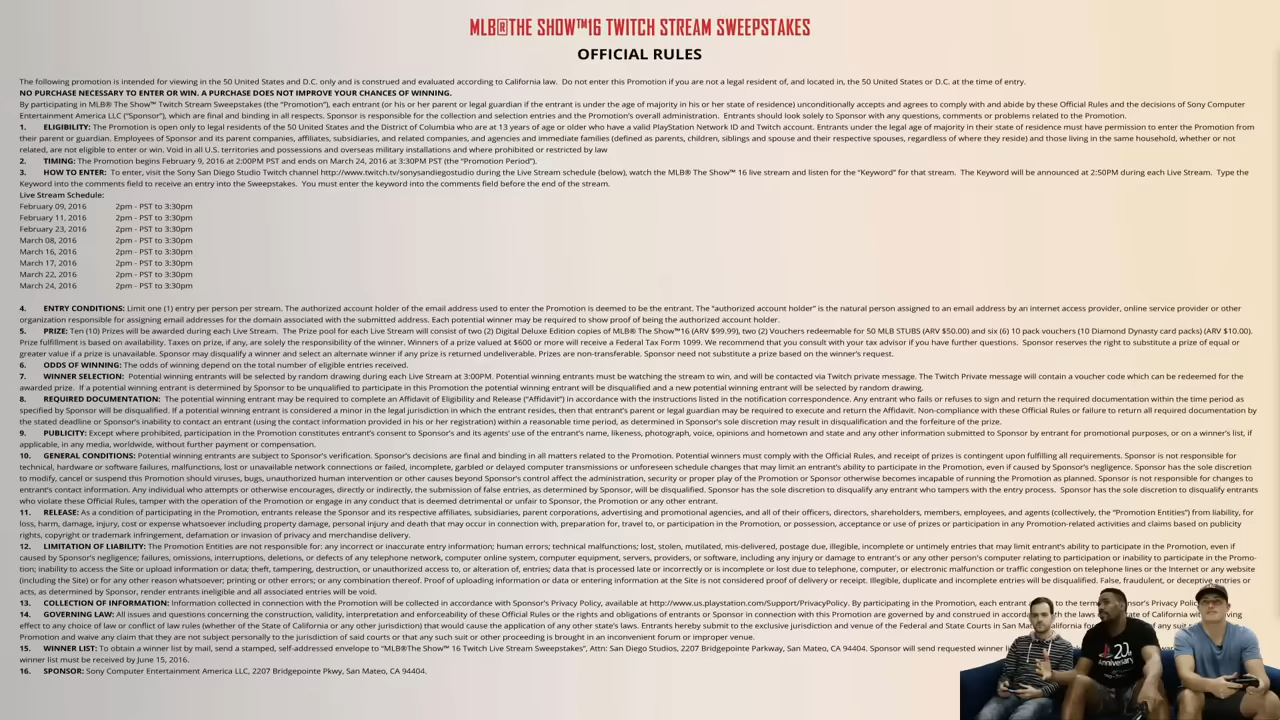 MLB®THE SHOW™16 TWITCH STREAM SWEEPSTAKES
OFFICIAL RULES
The following promotion is intended for viewing in the 50 United States and D.C. only and is construed and evaluated according to California law. Do not enter this Promotion if you are not a legal resident of, and located in, the 50 United States or D.C. at the time of entry.
NO PURCHASE NECESSARY TO ENTER OR WIN. A PURCHASE DOES NOT IMPROVE YOUR CHANCES OF WINNING.
By participating in MLB® The Show™ Twitch Stream Sweepstakes (the "Promotion"), each entrant (or his or her parent or legal guardian if the entrant is under the age of majority in his or her state of residence) unconditionally accepts and agrees to comply with and abide by these Official Rules and the decisions of Sony Computer
Entertainment America LLC ("Sponsor"), which are final and binding in all respects. Sponsor is responsible for the collection and selection entries and the Promotion's overall administration. Entrants should look solely to Sponsor with any questions, comments or problems related to the Promotion.
1. ELIGIBILITY: The Promotion is open only to legal residents of the 50 United States and the District of Columbia who are at 13 years of age or older who have a valid PlayStation Network ID and Twitch account. Entrants under the legal age of majority in their state of residence must have permission to enter the Promotion from
their parent or guardian. Employees of Sponsor and its parent companies, affiliates, subsidiaries, and related companies, and agencies and immediate families (defined as parents, children, siblings and spouse and their respective spouses, regardless of where they reside) and those living in the same household, whether or not
related, are not eligible to enter or win. Void in all U.S. territories and possessions and overseas military installations and where prohibited or restricted by law
2. TIMING: The Promotion begins February 9, 2016 at 2:00PM PST and ends on March 24, 2016 at 3:30PM PST (the "Promotion Period").
3. HOW TO ENTER: To enter, visit the Sony San Diego Studio Twitch channel http://www.twitch.tv/sonysandiegostudio during the Live Stream schedule (below), watch the MLB® The Show™ 16 live stream and listen for the "Keyword" for that stream. The Keyword will be announced at 2:50PM during each Live Stream. Type the
Keyword into the comments field to receive an entry into the Sweepstakes. You must enter the keyword into the comments field before the end of the stream.
Live Stream Schedule:
February 09, 2016 2pm - PST to 3:30pm
February 11, 2016 2pm - PST to 3:30pm
February 23, 2016 2pm - PST to 3:30pm
March 08, 2016 2pm - PST to 3:30pm
March 16, 2016 2pm - PST to 3:30pm
March 17, 2016 2pm - PST to 3:30pm
March 22, 2016 2pm - PST to 3:30pm
March 24, 2016 2pm - PST to 3:30pm
4. ENTRY CONDITIONS: Limit one (1) entry per person per stream. The authorized account holder of the email address used to enter the Promotion is deemed to be the entrant. The "authorized account holder" is the natural person assigned to an email address by an internet access provider, online service provider or other
organization responsible for assigning email addresses for the domain associated with the submitted address. Each potential winner may be required to show proof of being the authorized account holder.
5. PRIZE: Ten (10) Prizes will be awarded during each Live Stream. The Prize pool for each Live Stream will consist of two (2) Digital Deluxe Edition copies of MLB® The Show™16 (ARV $99.99), two (2) Vouchers redeemable for 50 MLB STUBS (ARV $50.00) and six (6) 10 pack vouchers (10 Diamond Dynasty card packs) (ARV $10.00).
Prize fulfillment is based on availability. Taxes on prize, if any, are solely the responsibility of the winner. Winners of a prize valued at $600 or more will receive a Federal Tax Form 1099. We recommend that you consult with your tax advisor if you have further questions. Sponsor reserves the right to substitute a prize of equal or
greater value if a prize is unavailable. Sponsor may disqualify a winner and select an alternate winner if any prize is returned undeliverable. Prizes are non-transferable. Sponsor need not substitute a prize based on the winner's request.
6. ODDS OF WINNING: The odds of winning depend on the total number of eligible entries received.
7. WINNER SELECTION: Potential winning entrants will be selected by random drawing during each Live Stream at 3:00PM. Potential winning entrants must be watching the stream to win, and will be contacted via Twitch private message. The Twitch Private message will contain a voucher code which can be redeemed for the
awarded prize. If a potential winning entrant is determined by Sponsor to be unqualified to participate in this Promotion the potential winning entrant will be disqualified and a new potential winning entrant will be selected by random drawing.
8. REQUIRED DOCUMENTATION: The potential winning entrant may be required to complete an Affidavit of Eligibility and Release ("Affidavit") in accordance with the instructions listed in the notification correspondence. Any entrant who fails or refuses to sign and return the required documentation within the time period as
specified by Sponsor will be disqualified. If a potential winning entrant is considered a minor in the legal jurisdiction in which the entrant resides, then that entrant's parent or legal guardian may be required to execute and return the Affidavit. Non-compliance with these Official Rules or failure to return all required documentation by
the stated deadline or Sponsor's inability to contact an entrant (using the contact information provided in his or her registration) within a reasonable time period, as determined in Sponsor's sole discretion may result in disqualification and the forfeiture of the prize.
9. PUBLICITY: Except where prohibited, participation in the Promotion constitutes entrant's consent to Sponsor's and its agents' use of the entrant's name, likeness, photograph, voice, opinions and hometown and state and any other information submitted to Sponsor by entrant for promotional purposes, or on a winner's list, if
applicable, in any media, worldwide, without further payment or compensation.
10. GENERAL CONDITIONS: Potential winning entrants are subject to Sponsor's verification. Sponsor's decisions are final and binding in all matters related to the Promotion. Potential winners must comply with the Official Rules, and receipt of prizes is contingent upon fulfilling all requirements. Sponsor is not responsible for
technical, hardware or software failures, malfunctions, lost or unavailable network connections or failed, incomplete, garbled or delayed computer transmissions or unforeseen schedule changes that may limit an entrant's ability to participate in the Promotion, even if caused by Sponsor's negligence. Sponsor has the sole discretion
to modify, cancel or suspend this Promotion should viruses, bugs, unauthorized human intervention or other causes beyond Sponsor's control affect the administration, security or proper play of the Promotion or Sponsor otherwise becomes incapable of running the Promotion as planned. Sponsor is not responsible for changes to
entrant's contact information. Any individual who attempts or otherwise encourages, directly or indirectly, the submission of false entries, as determined by Sponsor, will be disqualified. Sponsor has the sole discretion to disqualify any entrant who tampers with the entry process. Sponsor has the sole discretion to disqualify entrants
who violate these Official Rules, tamper with the operation of the Promotion or engage in any conduct that is deemed detrimental or unfair to Sponsor, the Promotion or any other entrant.
11. RELEASE: As a condition of participating in the Promotion, entrants release the Sponsor and its respective affiliates, subsidiaries, parent corporations, advertising and promotional agencies, and all of their officers, directors, shareholders, members, employees, and agents (collectively, the "Promotion Entities") from liability, for
loss, harm, damage, injury, cost or expense whatsoever including property damage, personal injury and death that may occur in connection with, preparation for, travel to, or participation in the Promotion, or possession, acceptance or use of prizes or participation in any Promotion-related activities and claims based on publicity
rights, copyright or trademark infringement, defamation or invasion of privacy and merchandise delivery.
12. LIMITATION OF LIABILITY: The Promotion Entities are not responsible for: any incorrect or inaccurate entry information; human errors; technical malfunctions; lost, stolen, mutilated, mis-delivered, postage due, illegible, incomplete or untimely entries that may limit entrant's ability to participate in the Promotion, even if
caused by Sponsor's negligence; failures, omissions, interruptions, deletions, or defects of any telephone network, computer online, system, computer equipment, servers, providers, or software, including any injury or damage to entrant's or any other person's computer relating to participation or inability to participate in the Promo-
tion; inability to access the Site or upload information or data; theft, tampering, destruction, or unauthorized access to, or alteration of, entries; data that is processed late or incorrectly or is incomplete or lost due to telephone, computer, or electronic malfunction or traffic congestion on telephone lines or the Internet or any website
(including the Site) or for any other reason whatsoever; printing or other errors; or any combination thereof. Proof of uploading information or data or entering information at the Site is not considered proof of delivery or receipt. Illegible, duplicate and incomplete entries will be disqualified. False, fraudulent, or deceptive entries or
acts, as determined by Sponsor, render entrants ineligible and all associated entries will be void.
13. COLLECTION OF INFORMATION: Information collected in connection with the Promotion will be collected in accordance with Sponsor's Privacy Policy, available at http://www.us.playstation.com/Support/PrivacyPolicy. By participating in the Promotion, each entrant to the terms Privacy
14. GOVERNING LAW: All issues and questions concerning the construction, validity, interpretation and enforceability of these Official Rules or the rights and obligations of entrants or Sponsor in connection with this Promotion are governed by and construed in accordance the laws State of California
effect to any choice of law or conflict of law rules (whether of the State of California or any other jurisdiction) that would cause the application of any other state's laws. Entrants hereby submit to the exclusive jurisdiction and venue of the Federal and State Courts in San California for of any suit
Promotion and waive any claim that they are not subject personally to the jurisdiction of said courts or that any such suit or other proceeding is brought in an inconvenient forum or improper venue.
15. WINNER LIST: To obtain a winner list by mail, send a stamped, self-addressed envelope to "MLB®The Show™ 16 Twitch Live Stream Sweepstakes", Attn: San Diego Studios, 2207 Bridgepointe Parkway, San Mateo, CA 94404. Sponsor will send requested winner
winner list must be received by June 15, 2016.
16. SPONSOR: Sony Computer Entertainment America LLC, 2207 Bridgepointe Pkwy, San Mateo, CA 94404.
20
Anniversary